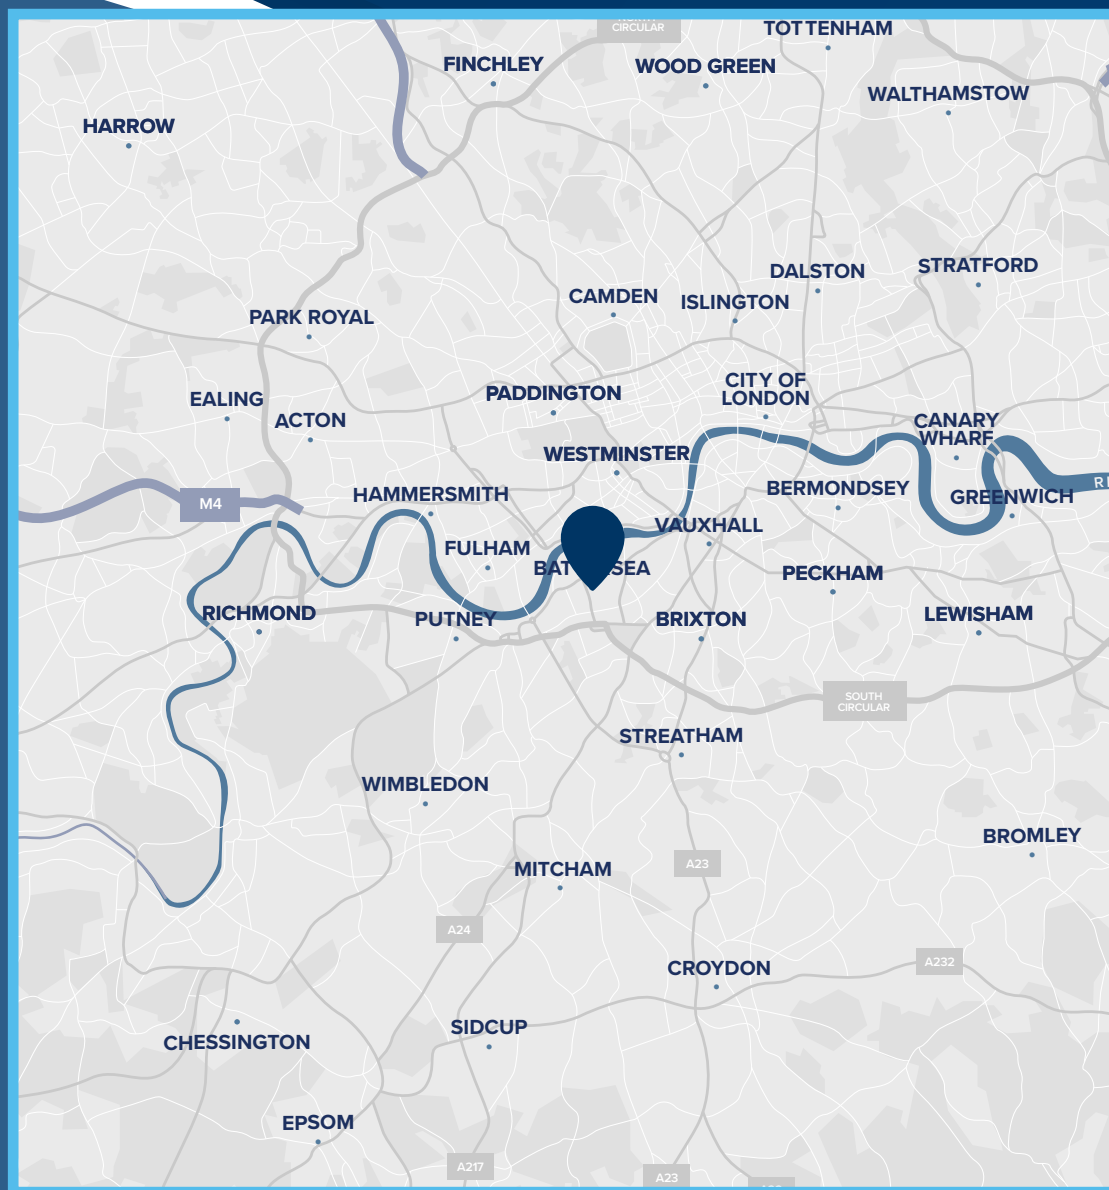 TOTTENHAM
CIRCULAR
FINCHLEY
WOOD GREEN
WALTHAMSTOW
HARROW
DALSTON
STRATFORD
CAMDEN
ISLINGTON
PARK ROYAL
CITY OF
LONDON
PADDINGTON
EALING
ACTON
CANARY
WHARF
WESTMINSTER
BERMONDSEY
HAMMERSMITH
GREENWICH
M4
VAUXHALL
FULHAM
PECKHAM
RICHMOND
PUTNEY
BRIXTON
LEWISHAM
SOUTH
CIRCULAR
STREATHAM
WIMBLEDON
BROMLEY
A23
MITCHAM
A24
A232
CROYDON
SIDCUP
CHESSINGTON
EPSOM
A217
A23